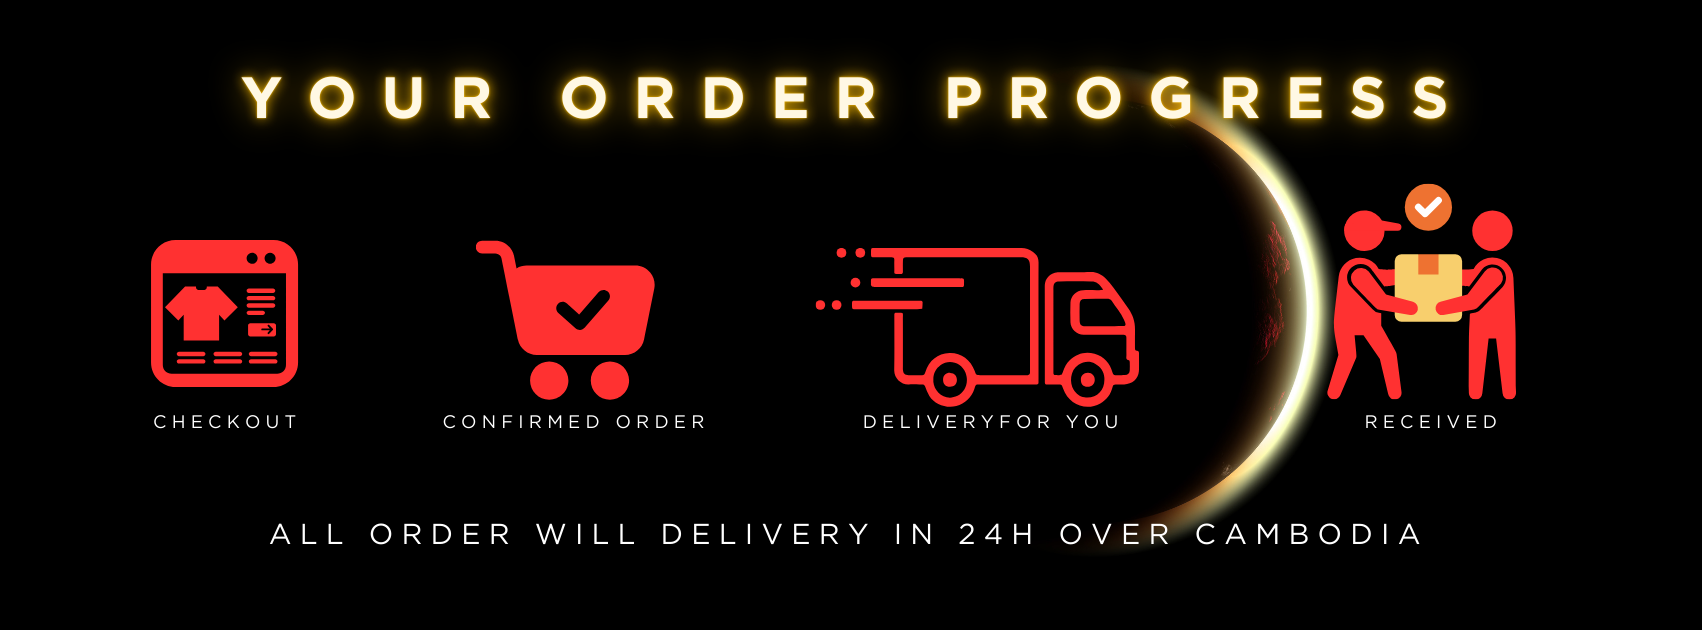 YOUR ORDER PROGRESS
CHECKOUT
CONFIRMED ORDER
DELIVERYFOR YOU
RECEIVED
ALL ORDER WILL DELIVERY IN 24H OVER CAMBODIA